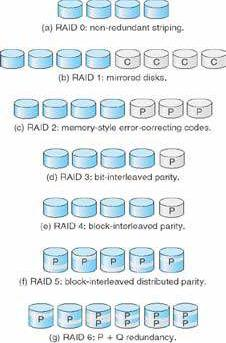 (a) RAID 0: non-redundant striping.
C C C C
(b) RAID 1: mirrored disks.
P P P
(c) RAID 2: memory-style error-correcting codes.
P
(d) RAID 3: bit-interleaved parity.
P
(e) RAID 4: block-interleaved parity.
P P P P P
(f) RAID 5: block-interleaved distributed parity.
P P P P P P
P P P P
(g) RAID 6: P + Q redundancy.